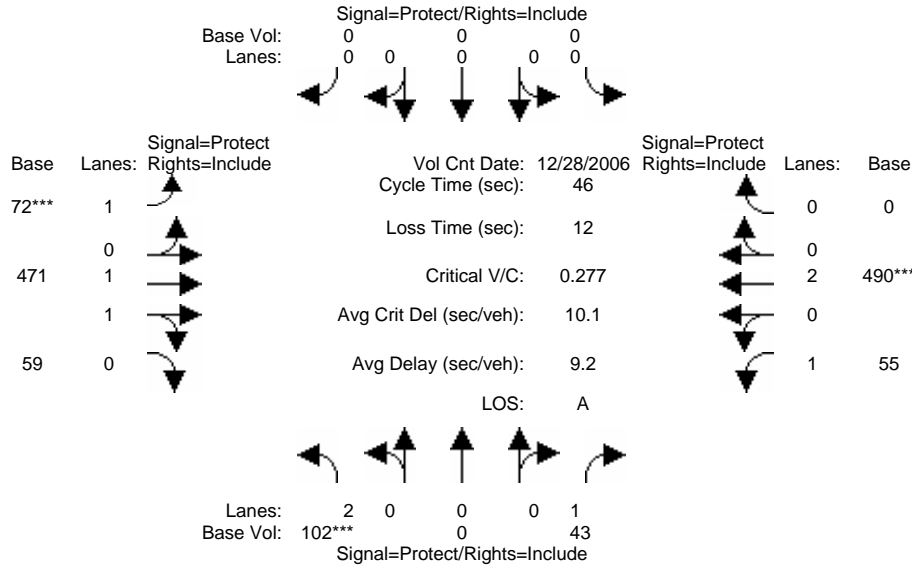 Signal=Protect/Rights=Include
Base Vol: 0 0 0
Lanes: 0 0 0 0 0
Signal=Protect Signal=Protect
Base Lanes: Rights=Include Vol Cnt Date: 12/28/2006 Rights=Include Lanes: Base
Cycle Time (sec): 46
72*** 1 0 0
Loss Time (sec): 12
0 0
471 1 Critical V/C: 0.277 2 490***
1 Avg Crit Del (sec/veh): 10.1 0
59 0 Avg Delay (sec/veh): 9.2 1 55
LOS: A
Lanes: 2 0 0 0 1
Base Vol: 102*** 0 43
Signal=Protect/Rights=Include